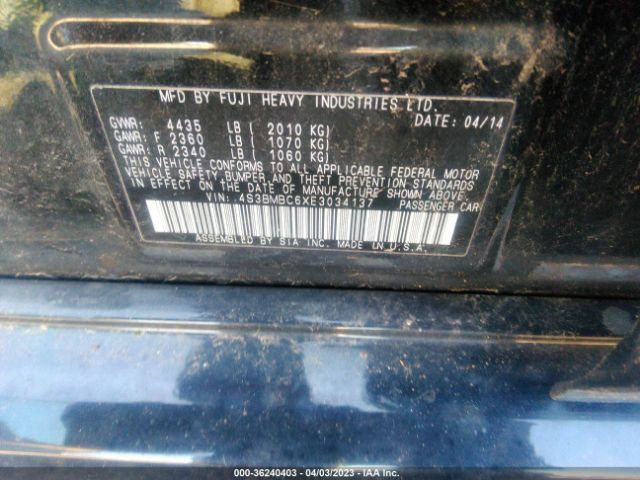 MFD BY FUJI HEAVY INDUSTRIES LTD.
GVWR: 4435 LB ( 2010 KG) DATE: 04/14
GAWR: F 2360 LB ( 1070 KG)
GAWR: R 2340 LB ( 1060 KG)
THIS VEHICLE CONFORMS TO ALL APPLICABLE FEDERAL MOTOR
VEHICLE SAFETY, BUMPER, AND THEFT PREVENTION STANDARDS
IN EFFECT ON THE DATE OF MANUFACTURE SHOWN ABOVE.
VIN: 4S3BMBC6XE3034137 PASSENGER CAR
ASSEMBLED BY SIA INC. MADE IN U.S.A.
000-36240403 - 04/03/2023 - IAA Inc.